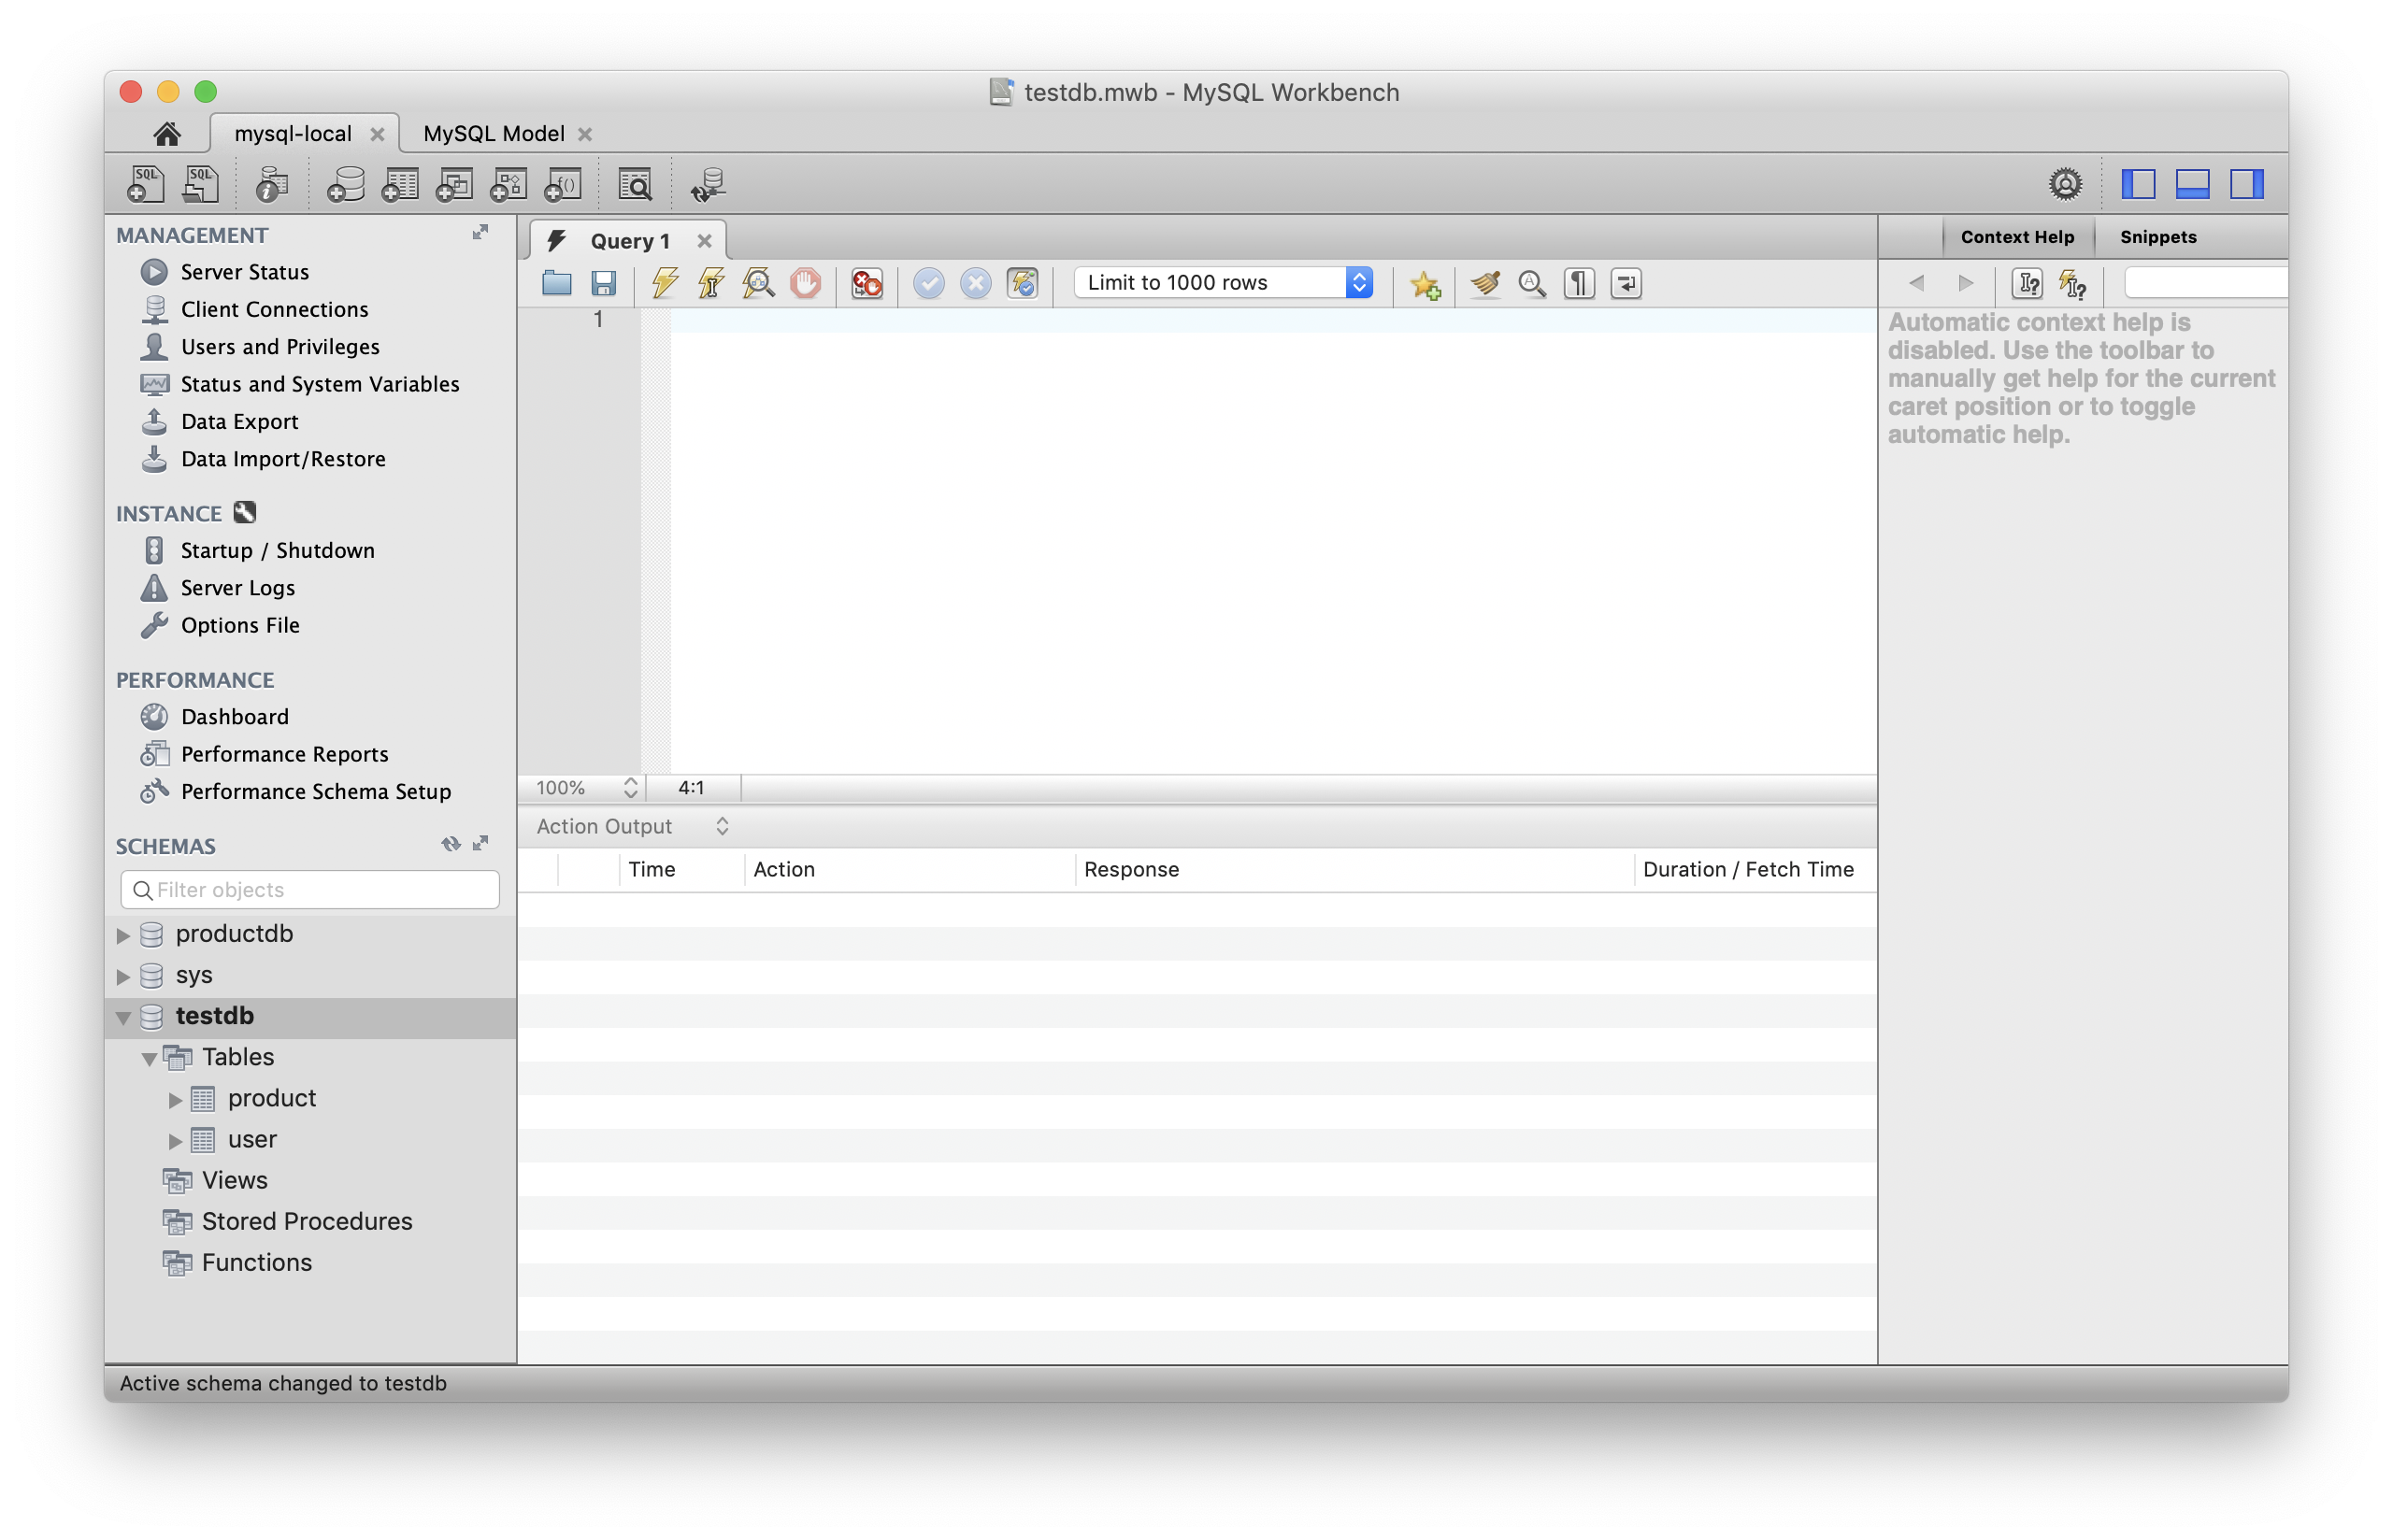 testdb.mwb - MySQL Workbench
mysql-local
MySQL Model
SQL
SQL
f()
MANAGEMENT
Server Status
Client Connections
Users and Privileges
Status and System Variables
Data Export
Data Import/Restore
INSTANCE
Startup / Shutdown
Server Logs
Options File
PERFORMANCE
Dashboard
Performance Reports
Performance Schema Setup
SCHEMAS
Filter objects
productdb
sys
testdb
Tables
product
user
Views
Stored Procedures
Functions
Query 1
Limit to 1000 rows
1
100%
4:1
Action Output
Time
Action
Response
Duration / Fetch Time
Context Help
Snippets
Automatic context help is
disabled. Use the toolbar to
manually get help for the current
caret position or to toggle
automatic help.
Active schema changed to testdb